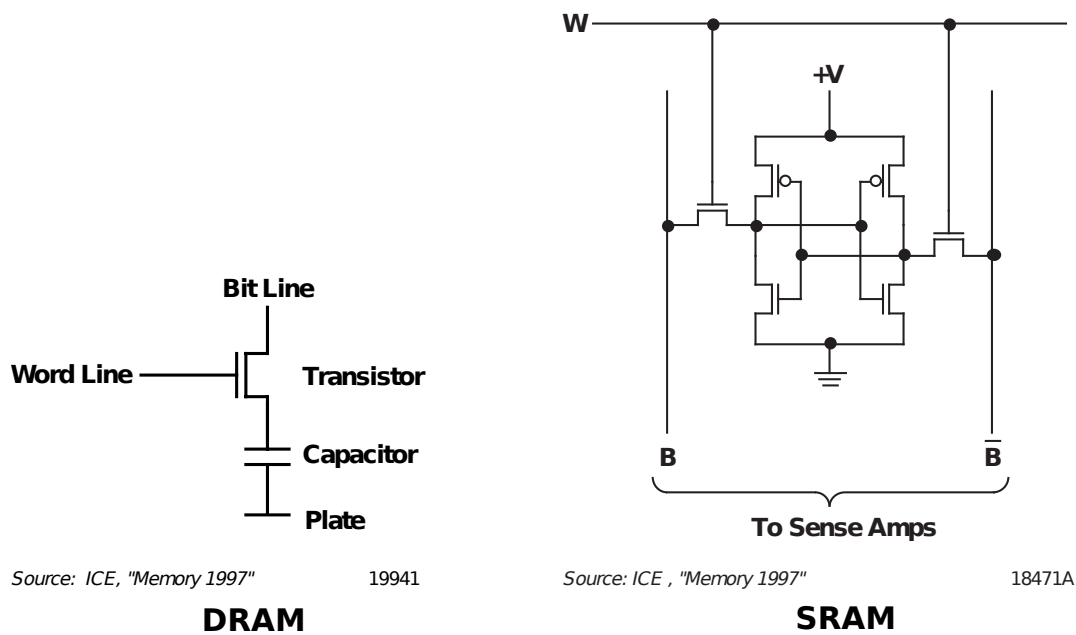 Bit Line
Word Line
Transistor
Capacitor
Plate
Source: ICE, "Memory 1997" 19941
DRAM
W
+V
B
B̅
To Sense Amps
Source: ICE , "Memory 1997" 18471A
SRAM